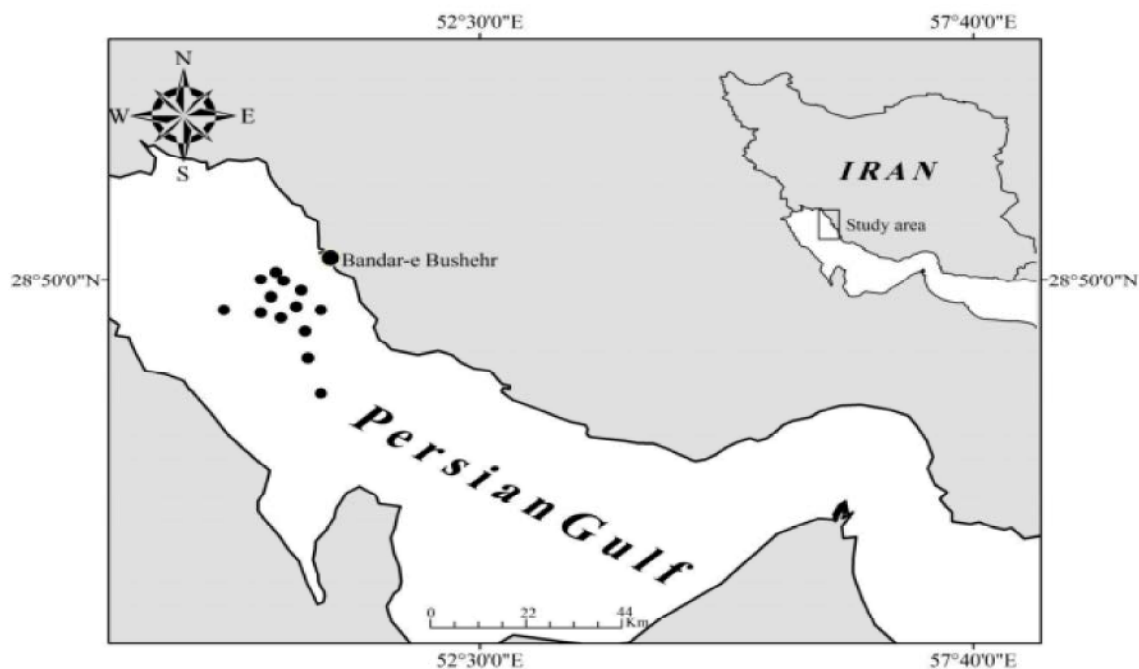 52°30'0"E 57°40'0"E
N
W E
S
IRAN
Study area
Bandar-e Bushehr
28°50'0"N 28°50'0"N
Persian Gulf
0 22 44
Km
52°30'0"E 57°40'0"E